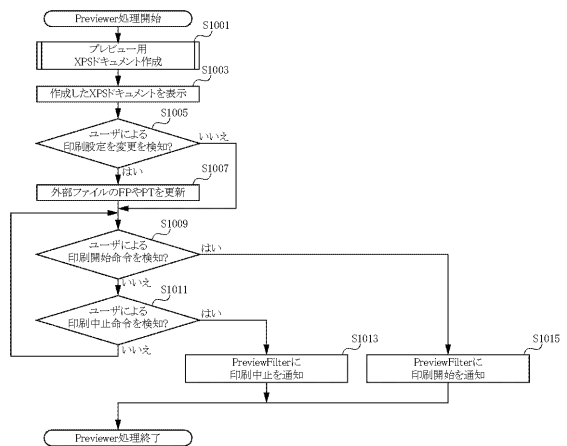 Previewer処理開始
S1001
プレビュー用
XPSドキュメント作成
S1003
作成したXPSドキュメントを表示
S1005
ユーザによる
印刷設定を変更を検知?
いいえ
はい
S1007
外部ファイルのFPやPTを更新
S1009
ユーザによる
印刷開始命令を検知?
はい
いいえ
S1011
ユーザによる
印刷中止命令を検知?
はい
いいえ
S1013
PreviewFilterに
印刷中止を通知
S1015
PreviewFilterに
印刷開始を通知
Previewer処理終了